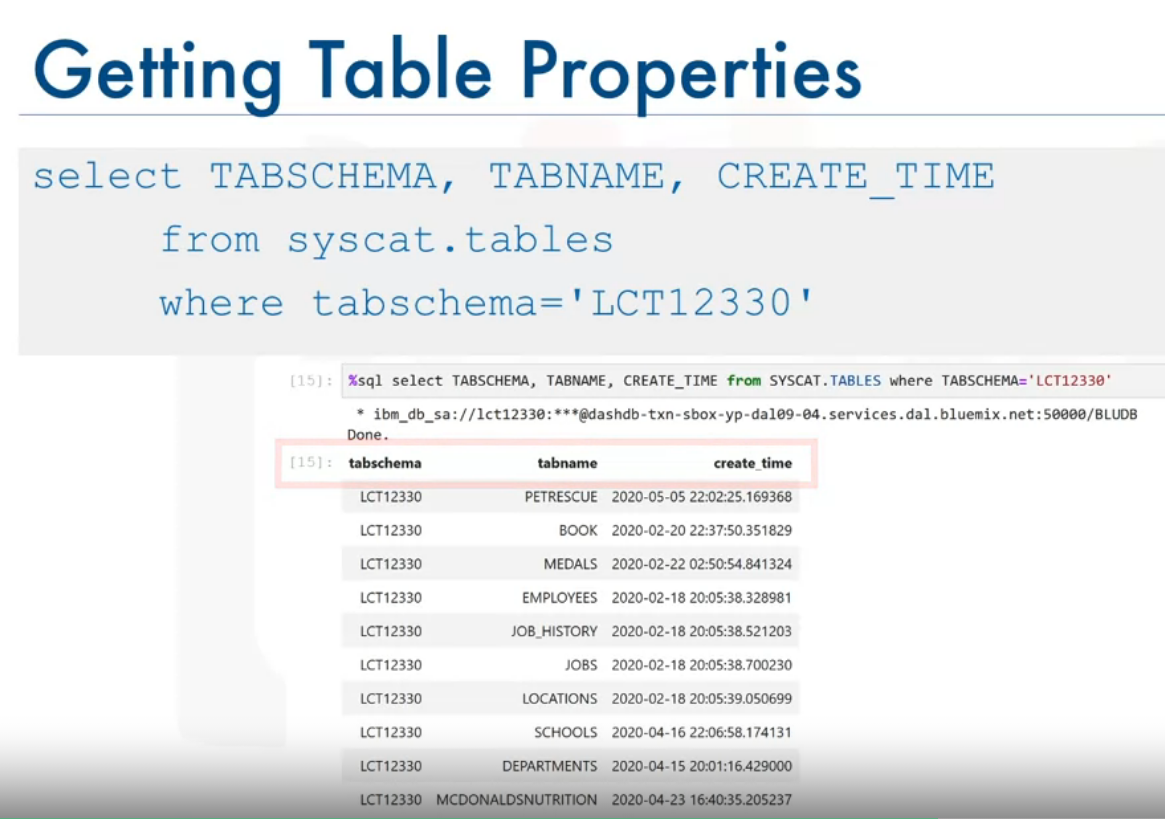 Getting Table Properties
select TABSCHEMA, TABNAME, CREATE_TIME
from syscat.tables
where tabschema='LCT12330'
[15]: %sql select TABSCHEMA, TABNAME, CREATE_TIME from SYSCAT.TABLES where TABSCHEMA='LCT12330'
* ibm_db_sa://lct12330:***@dashdb-txn-sbox-yp-dal09-04.services.dal.bluemix.net:50000/BLUDB
Done.
[15]: tabschema tabname create_time
LCT12330 PETRESCUE 2020-05-05 22:02:25.169368
LCT12330 BOOK 2020-02-20 22:37:50.351829
LCT12330 MEDALS 2020-02-22 02:50:54.841324
LCT12330 EMPLOYEES 2020-02-18 20:05:38.328981
LCT12330 JOB_HISTORY 2020-02-18 20:05:38.521203
LCT12330 JOBS 2020-02-18 20:05:38.700230
LCT12330 LOCATIONS 2020-02-18 20:05:39.050699
LCT12330 SCHOOLS 2020-04-16 22:06:58.174131
LCT12330 DEPARTMENTS 2020-04-15 20:01:16.429000
LCT12330 MCDONALDSNUTRITION 2020-04-23 16:40:35.205237